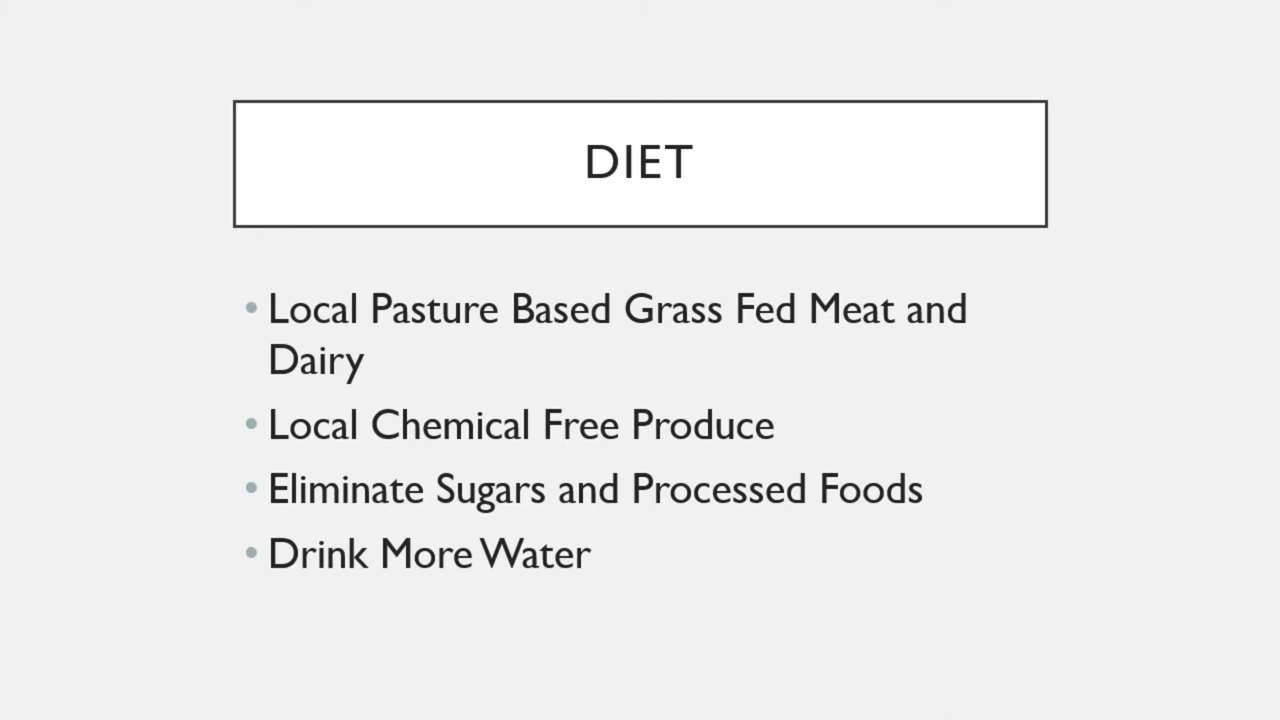 DIET
• Local Pasture Based Grass Fed Meat and
Dairy
• Local Chemical Free Produce
• Eliminate Sugars and Processed Foods
• Drink More Water